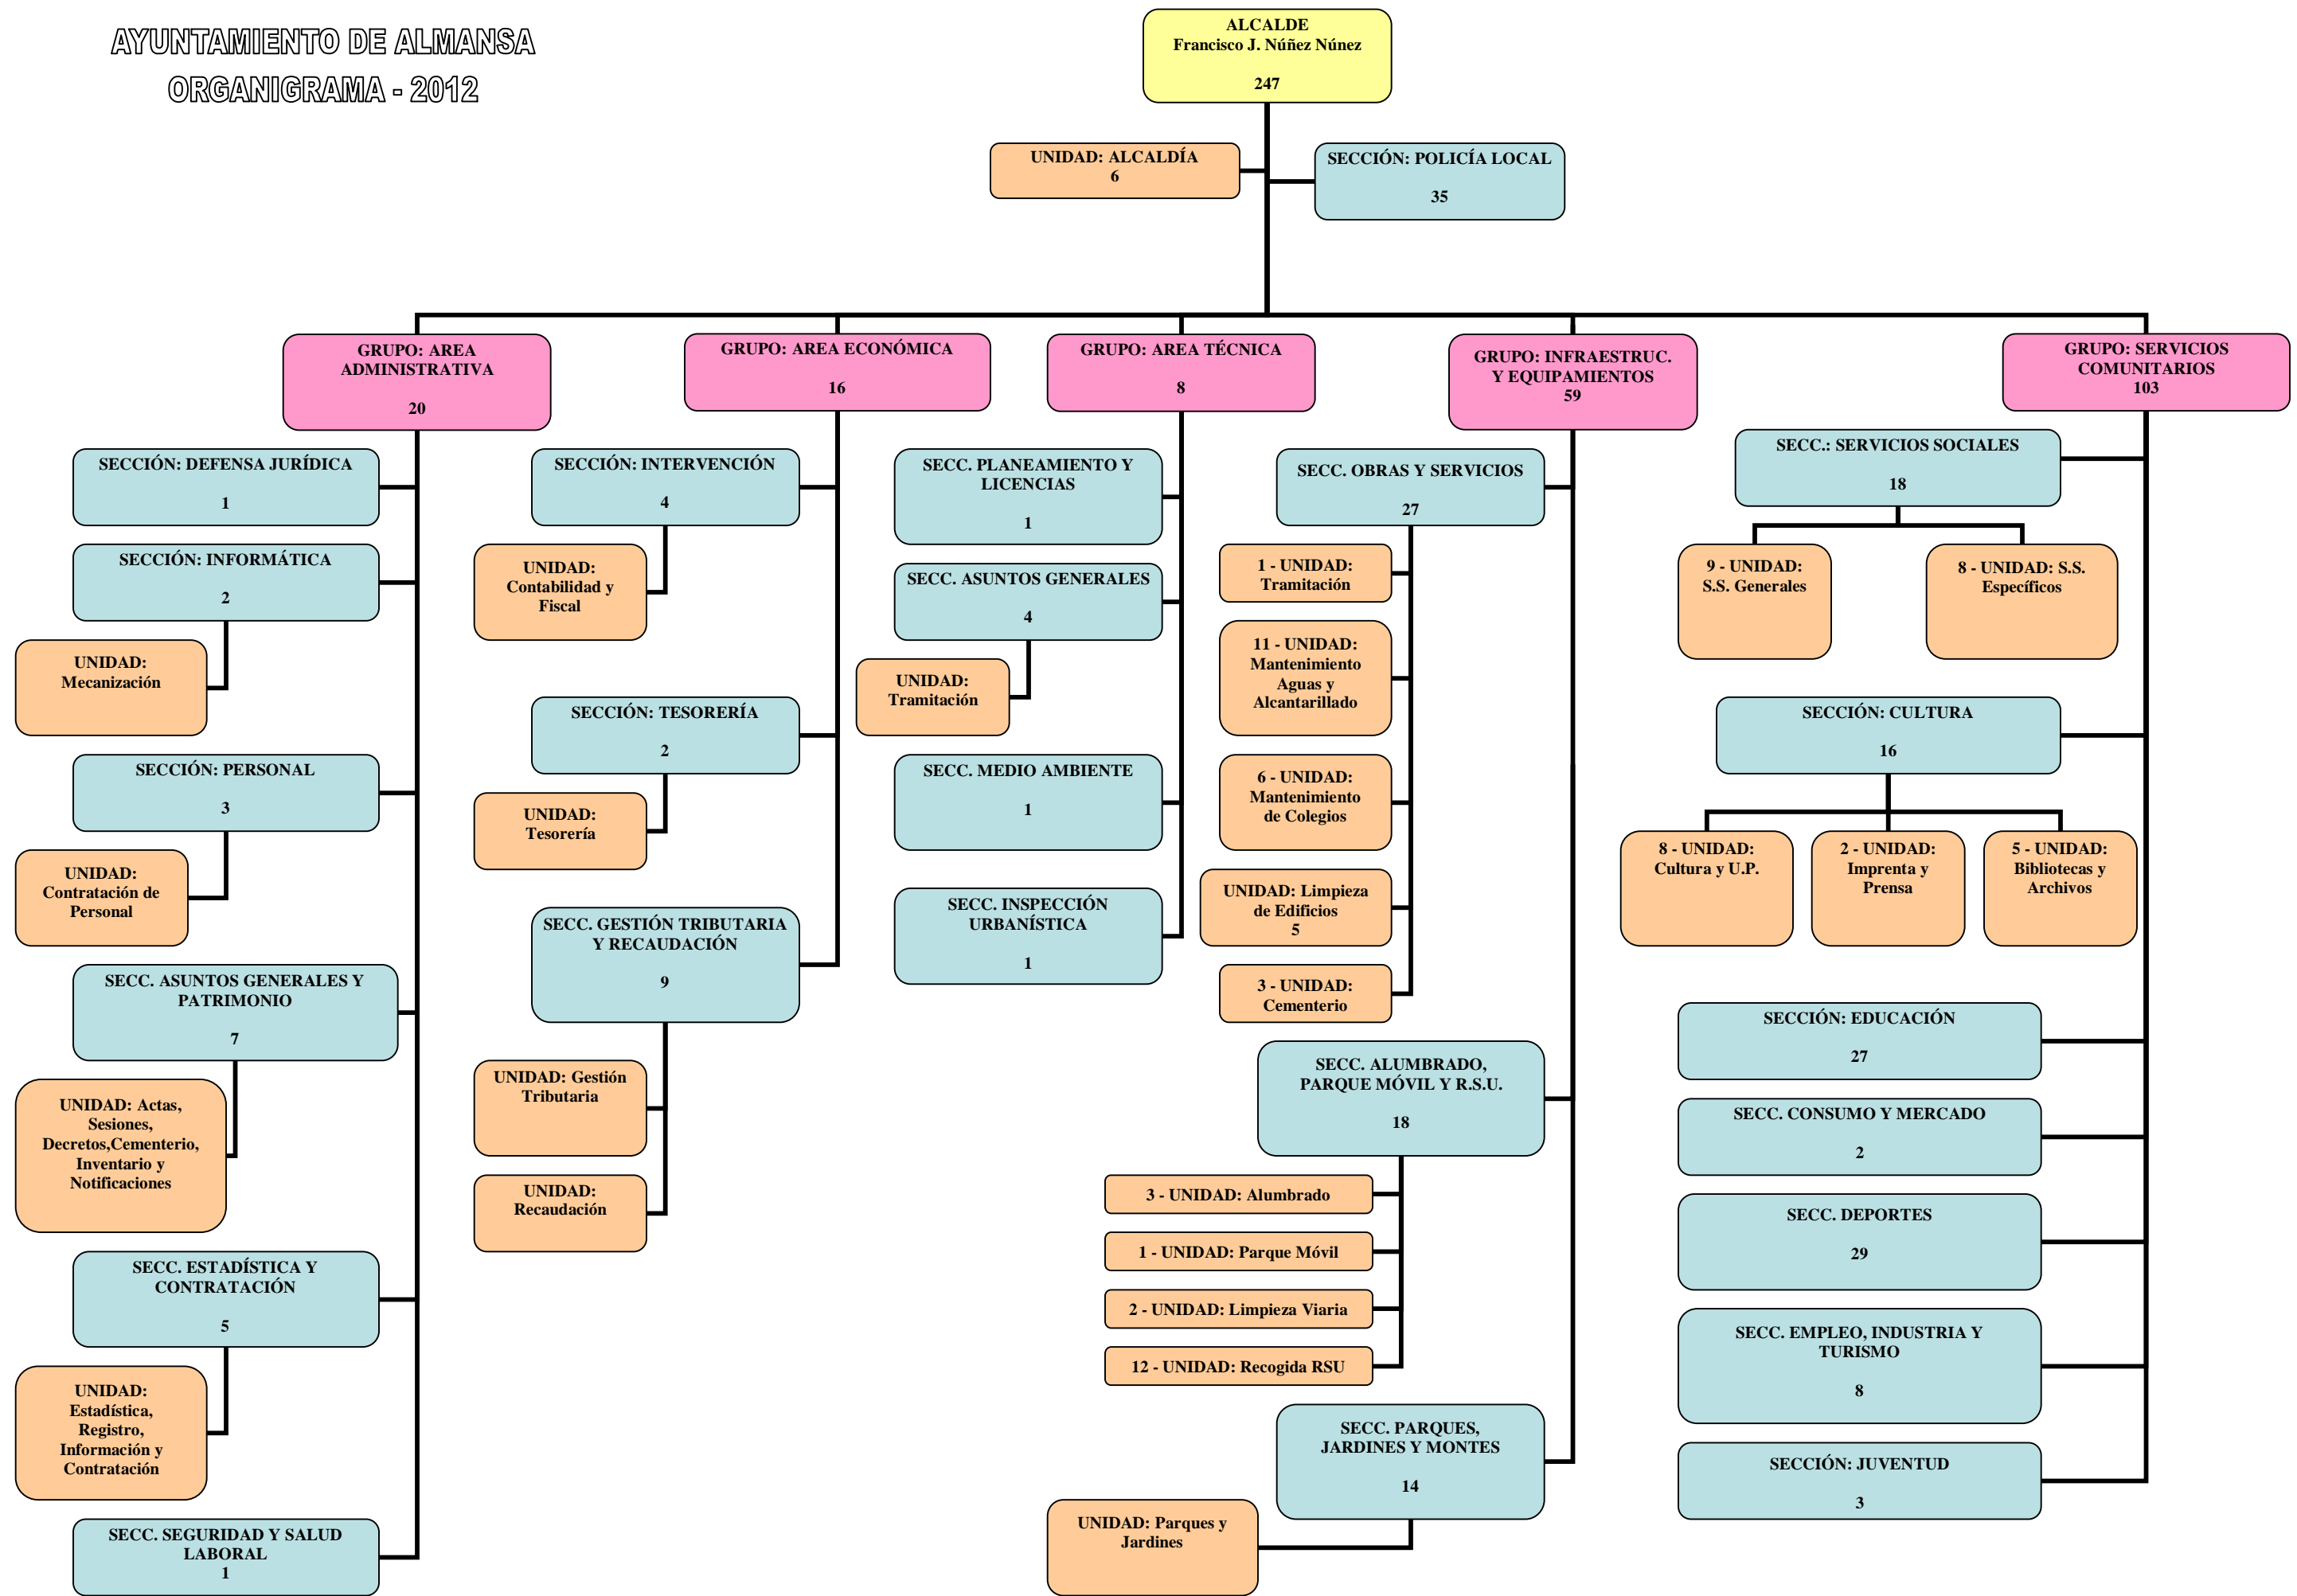 AYUNTAMIENTO DE ALMANSA
ORGANIGRAMA - 2012
ALCALDE
Francisco J. Núñez Núnez
247
UNIDAD: ALCALDÍA
6
SECCIÓN: POLICÍA LOCAL
35
GRUPO: AREA
ADMINISTRATIVA
20
SECCIÓN: DEFENSA JURÍDICA
1
SECCIÓN: INFORMÁTICA
2
UNIDAD:
Mecanización
SECCIÓN: PERSONAL
3
UNIDAD:
Contratación de
Personal
SECC. ASUNTOS GENERALES Y
PATRIMONIO
7
UNIDAD: Actas,
Sesiones,
Decretos,Cementerio,
Inventario y
Notificaciones
SECC. ESTADÍSTICA Y
CONTRATACIÓN
5
UNIDAD:
Estadística,
Registro,
Información y
Contratación
SECC. SEGURIDAD Y SALUD
LABORAL
1
GRUPO: AREA ECONÓMICA
16
SECCIÓN: INTERVENCIÓN
4
UNIDAD:
Contabilidad y
Fiscal
SECCIÓN: TESORERÍA
2
UNIDAD:
Tesorería
SECC. GESTIÓN TRIBUTARIA
Y RECAUDACIÓN
9
UNIDAD: Gestión
Tributaria
UNIDAD:
Recaudación
GRUPO: AREA TÉCNICA
8
SECC. PLANEAMIENTO Y
LICENCIAS
1
SECC. ASUNTOS GENERALES
4
UNIDAD:
Tramitación
SECC. MEDIO AMBIENTE
1
SECC. INSPECCIÓN
URBANÍSTICA
1
GRUPO: INFRAESTRUC.
Y EQUIPAMIENTOS
59
SECC. OBRAS Y SERVICIOS
27
1 - UNIDAD:
Tramitación
11 - UNIDAD:
Mantenimiento
Aguas y
Alcantarillado
6 - UNIDAD:
Mantenimiento
de Colegios
UNIDAD: Limpieza
de Edificios
5
3 - UNIDAD:
Cementerio
SECC. ALUMBRADO,
PARQUE MÓVIL Y R.S.U.
18
3 - UNIDAD: Alumbrado
1 - UNIDAD: Parque Móvil
2 - UNIDAD: Limpieza Viaria
12 - UNIDAD: Recogida RSU
SECC. PARQUES,
JARDINES Y MONTES
14
UNIDAD: Parques y
Jardines
GRUPO: SERVICIOS
COMUNITARIOS
103
SECC.: SERVICIOS SOCIALES
18
9 - UNIDAD:
S.S. Generales
8 - UNIDAD: S.S.
Específicos
SECCIÓN: CULTURA
16
8 - UNIDAD:
Cultura y U.P.
2 - UNIDAD:
Imprenta y
Prensa
5 - UNIDAD:
Bibliotecas y
Archivos
SECCIÓN: EDUCACIÓN
27
SECC. CONSUMO Y MERCADO
2
SECC. DEPORTES
29
SECC. EMPLEO, INDUSTRIA Y
TURISMO
8
SECCIÓN: JUVENTUD
3